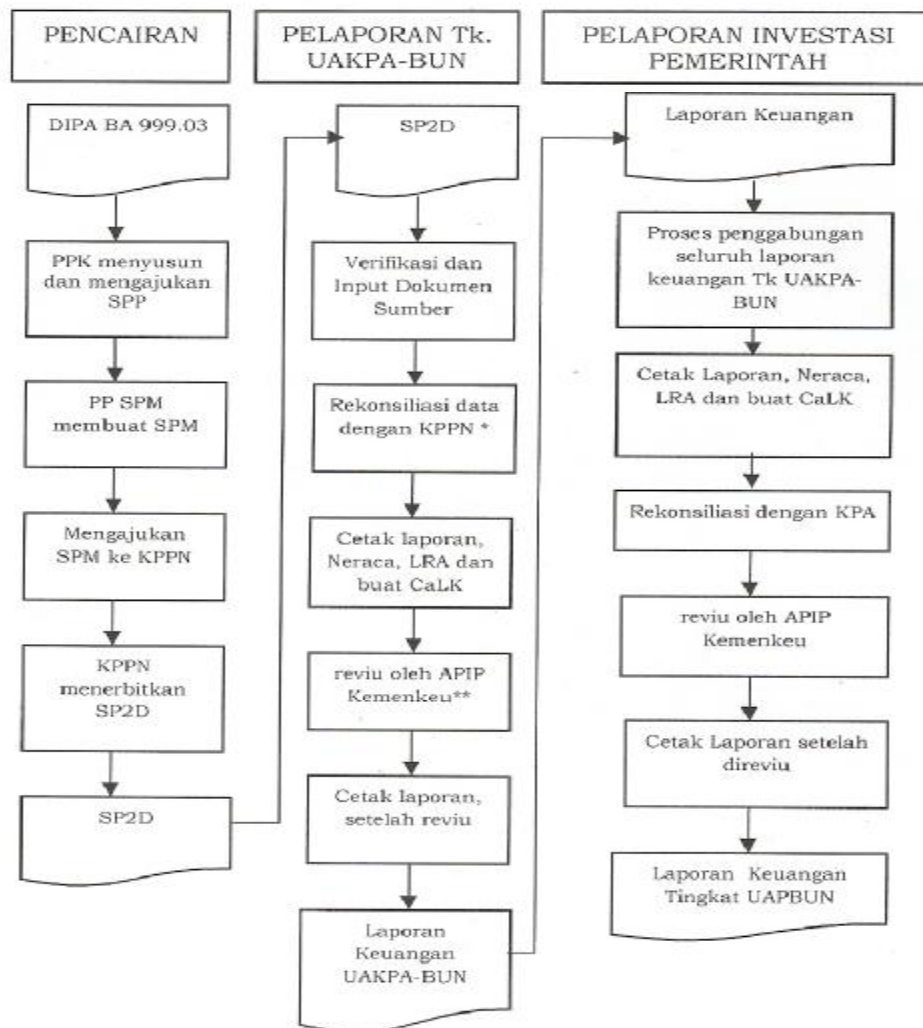 PENCAIRAN
PELAPORAN Tk.
UAKPA-BUN
PELAPORAN INVESTASI
PEMERINTAH
DIPA BA 999.03
PPK menyusun
dan mengajukan
SPP
PP SPM
membuat SPM
Mengajukan
SPM ke KPPN
KPPN
menerbitkan
SP2D
SP2D
SP2D
Verifikasi dan
Input Dokumen
Sumber
Rekonsiliasi data
dengan KPPN *
Cetak laporan,
Neraca, LRA dan
buat CaLK
reviu oleh APIP
Kemenkeu**
Cetak laporan,
setelah reviu
Laporan
Keuangan
UAKPA-BUN
Laporan Keuangan
Proses penggabungan
seluruh laporan
keuangan Tk UAKPA-
BUN
Cetak Laporan, Neraca,
LRA dan buat CaLK
Rekonsiliasi dengan KPA
reviu oleh APIP
Kemenkeu
Cetak Laporan setelah
direviu
Laporan Keuangan
Tingkat UAPBUN